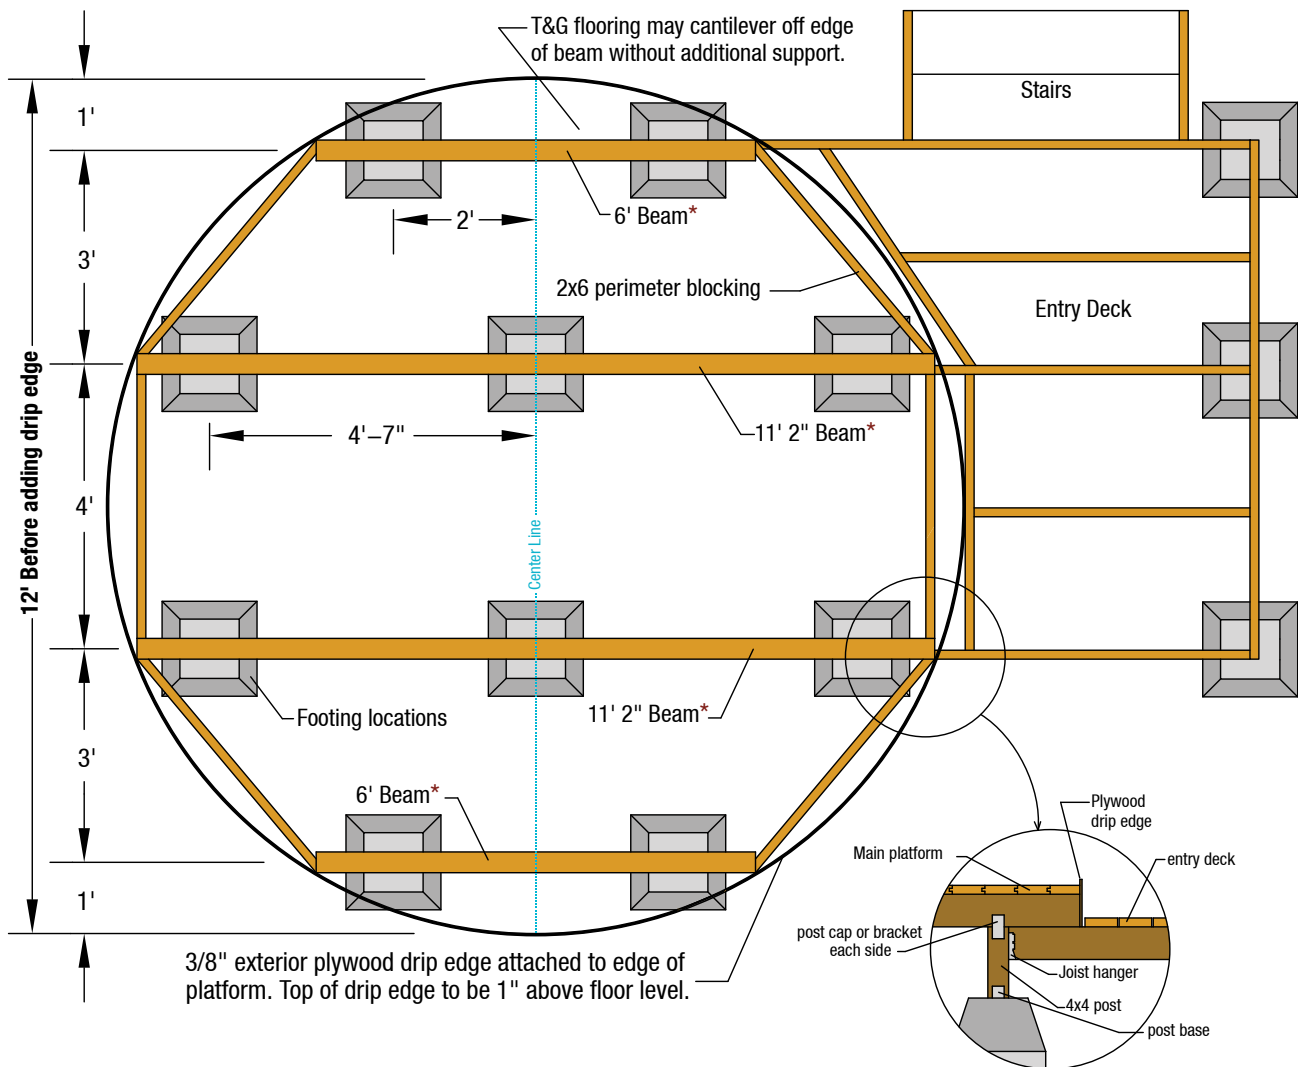 T&G flooring may cantilever off edge
of beam without additional support.
Stairs
1'
6' Beam*
2'
3'
2x6 perimeter blocking
Entry Deck
12' Before adding drip edge
4'–7"
11' 2" Beam*
4'
Center Line
Footing locations
11' 2" Beam*
3'
6' Beam*
1'
3/8" exterior plywood drip edge attached to edge of
platform. Top of drip edge to be 1" above floor level.
Plywood
drip edge
Main platform
entry deck
post cap or bracket
each side
Joist hanger
4x4 post
post base